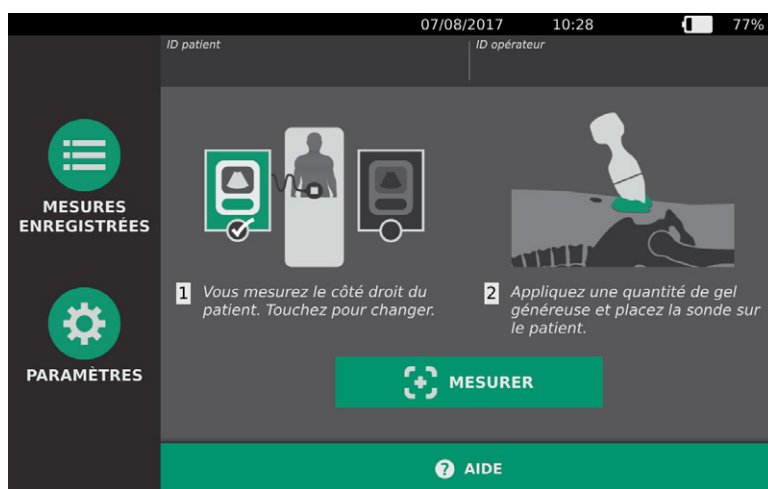 07/08/2017 10:28 77%
ID patient ID opérateur
MESURES
ENREGISTRÉES
PARAMÈTRES
1 Vous mesurez le côté droit du
patient. Touchez pour changer.
2 Appliquez une quantité de gel
généreuse et placez la sonde sur
le patient.
MESURER
? AIDE